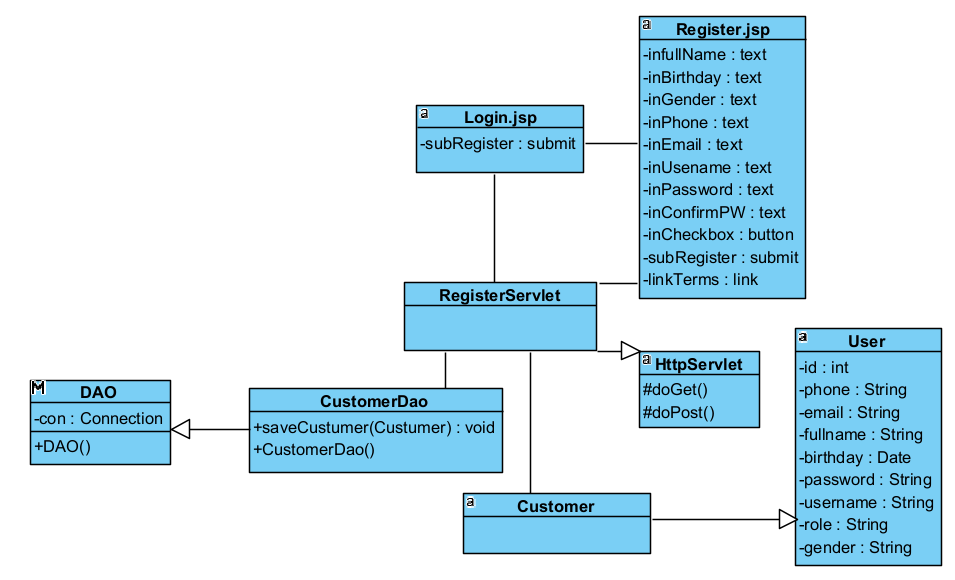 a
Register.jsp
-infullName : text
-inBirthday : text
-inGender : text
-inPhone : text
-inEmail : text
-inUsename : text
-inPassword : text
-inConfirmPW : text
-inCheckbox : button
-subRegister : submit
-linkTerms : link
a
Login.jsp
-subRegister : submit
RegisterServlet
a
HttpServlet
#doGet()
#doPost()
a
User
-id : int
-phone : String
-email : String
-fullname : String
-birthday : Date
-password : String
-username : String
-role : String
-gender : String
M
DAO
-con : Connection
+DAO()
CustomerDao
+saveCustumer(Custumer) : void
+CustomerDao()
a
Customer